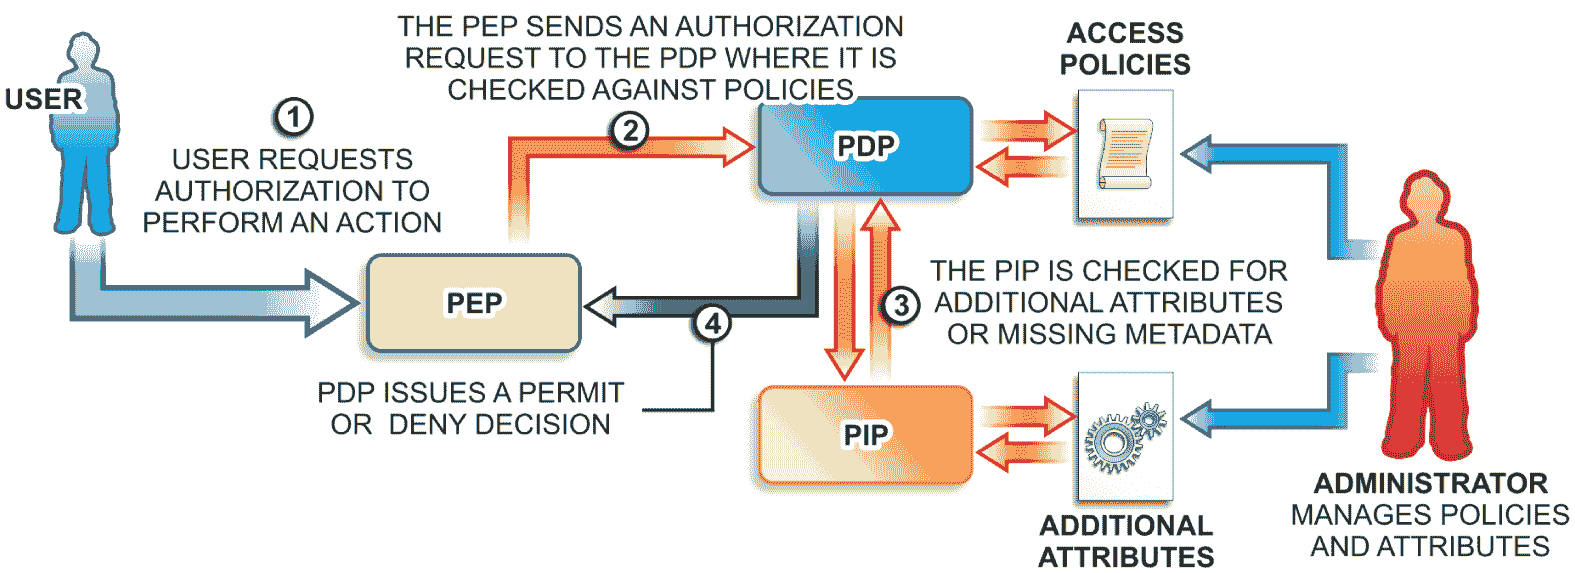 USER
1
USER REQUESTS
AUTHORIZATION TO
PERFORM AN ACTION
THE PEP SENDS AN AUTHORIZATION
REQUEST TO THE PDP WHERE IT IS
CHECKED AGAINST POLICIES
2
PEP
PDP
ACCESS
POLICIES
3
THE PIP IS CHECKED FOR
ADDITIONAL ATTRIBUTES
OR MISSING METADATA
4
PDP ISSUES A PERMIT
OR DENY DECISION
PIP
ADDITIONAL
ATTRIBUTES
ADMINISTRATOR
MANAGES POLICIES
AND ATTRIBUTES